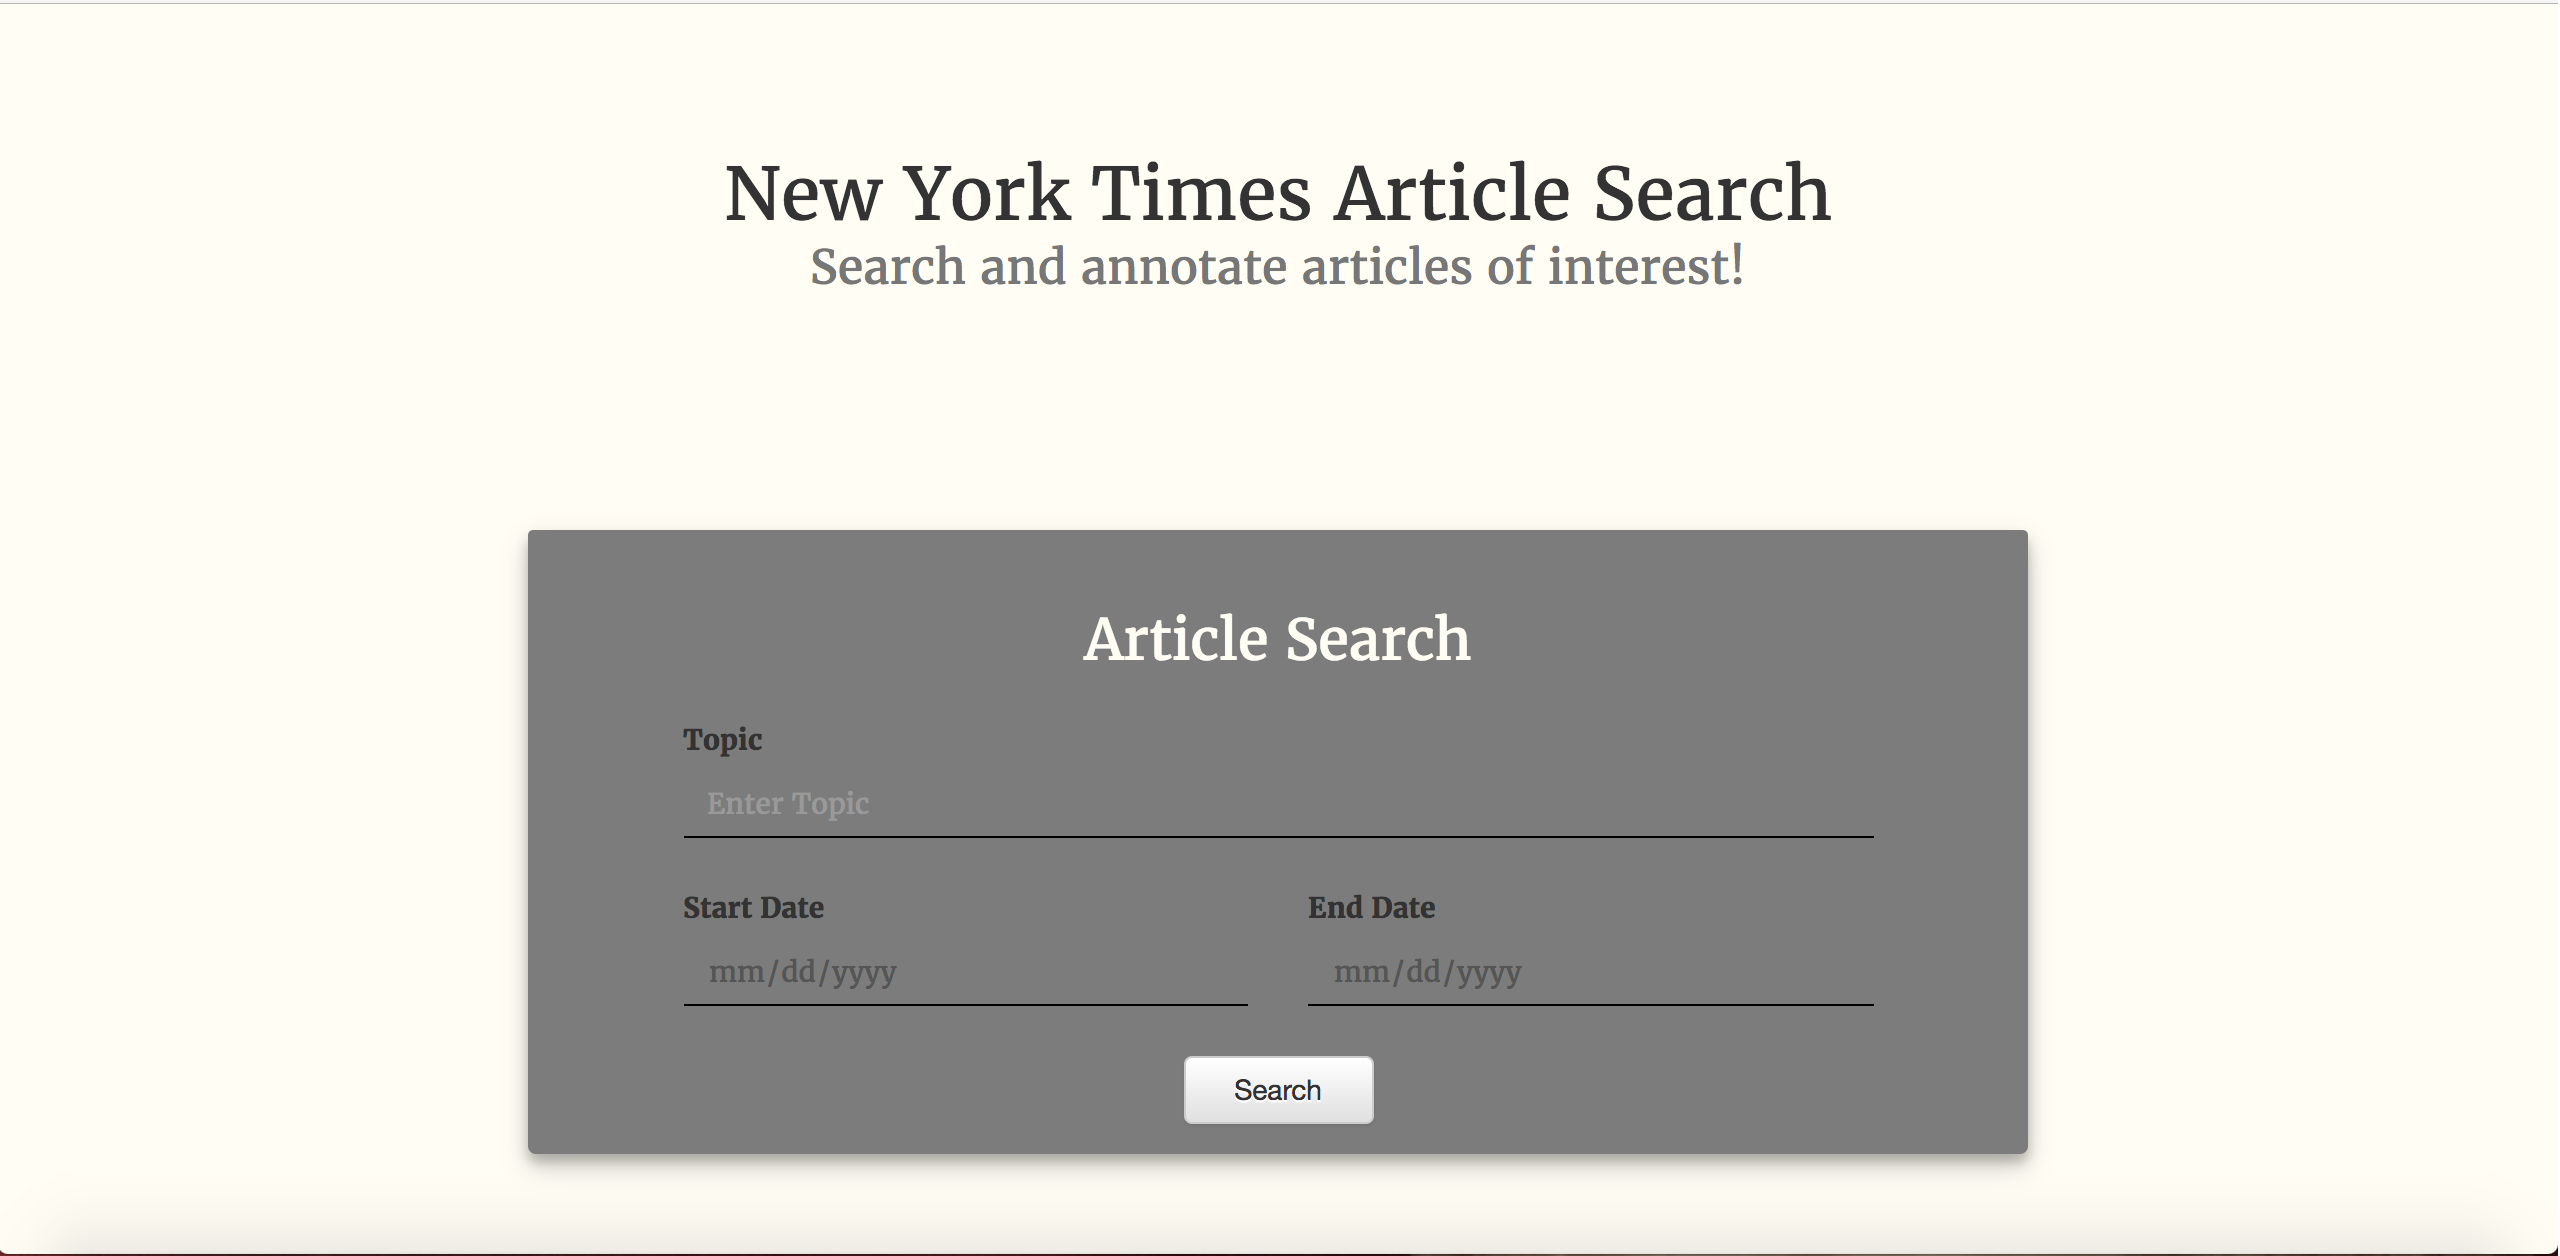 New York Times Article Search
Search and annotate articles of interest!
Article Search
Topic
Enter Topic
Start Date
End Date
mm/dd/yyyy
mm/dd/yyyy
Search